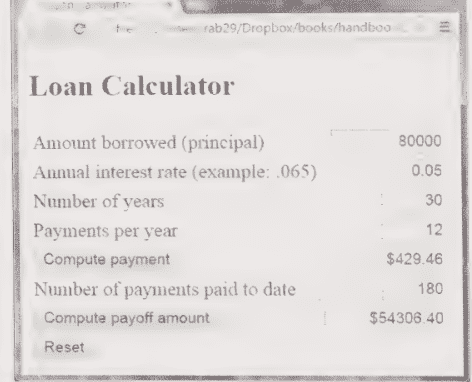 rab29/Dropbox/books/handboo
Loan Calculator
Amount borrowed (principal) 80000
Annual interest rate (example: .065) 0.05
Number of years 30
Payments per year 12
Compute payment $429.46
Number of payments paid to date 180
Compute payoff amount $54306.40
Reset